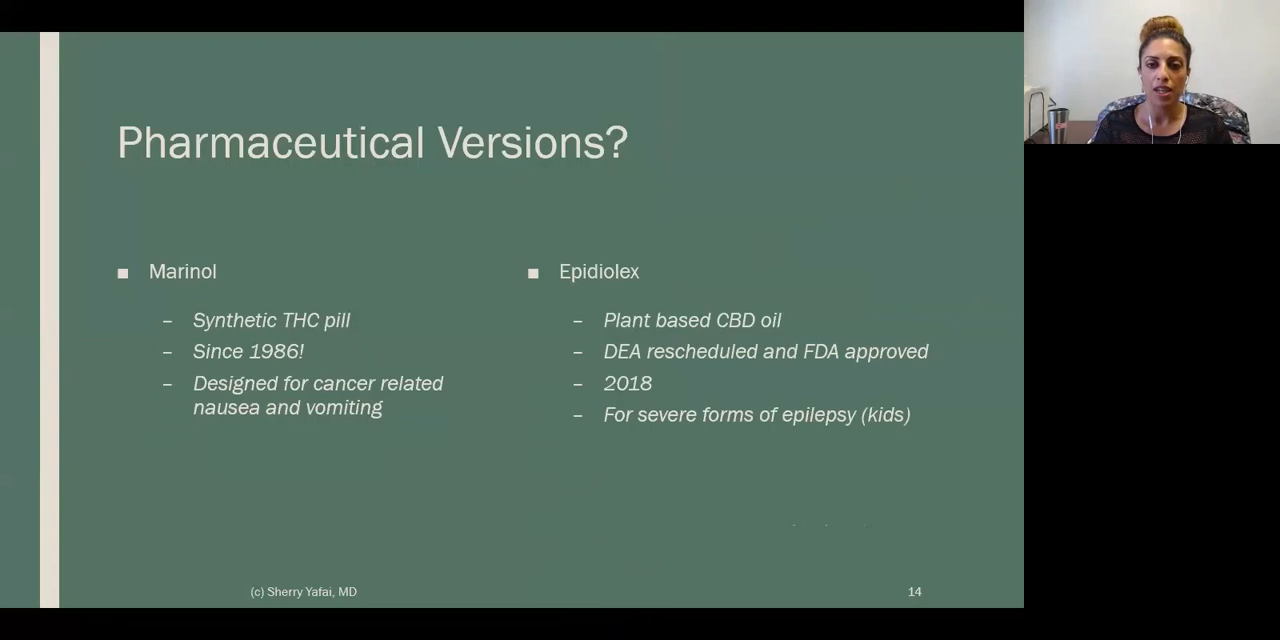 Pharmaceutical Versions?
■ Marinol
– Synthetic THC pill
– Since 1986!
– Designed for cancer related
nausea and vomiting
■ Epidiolex
– Plant based CBD oil
– DEA rescheduled and FDA approved
– 2018
– For severe forms of epilepsy (kids)
(c) Sherry Yafai, MD
14